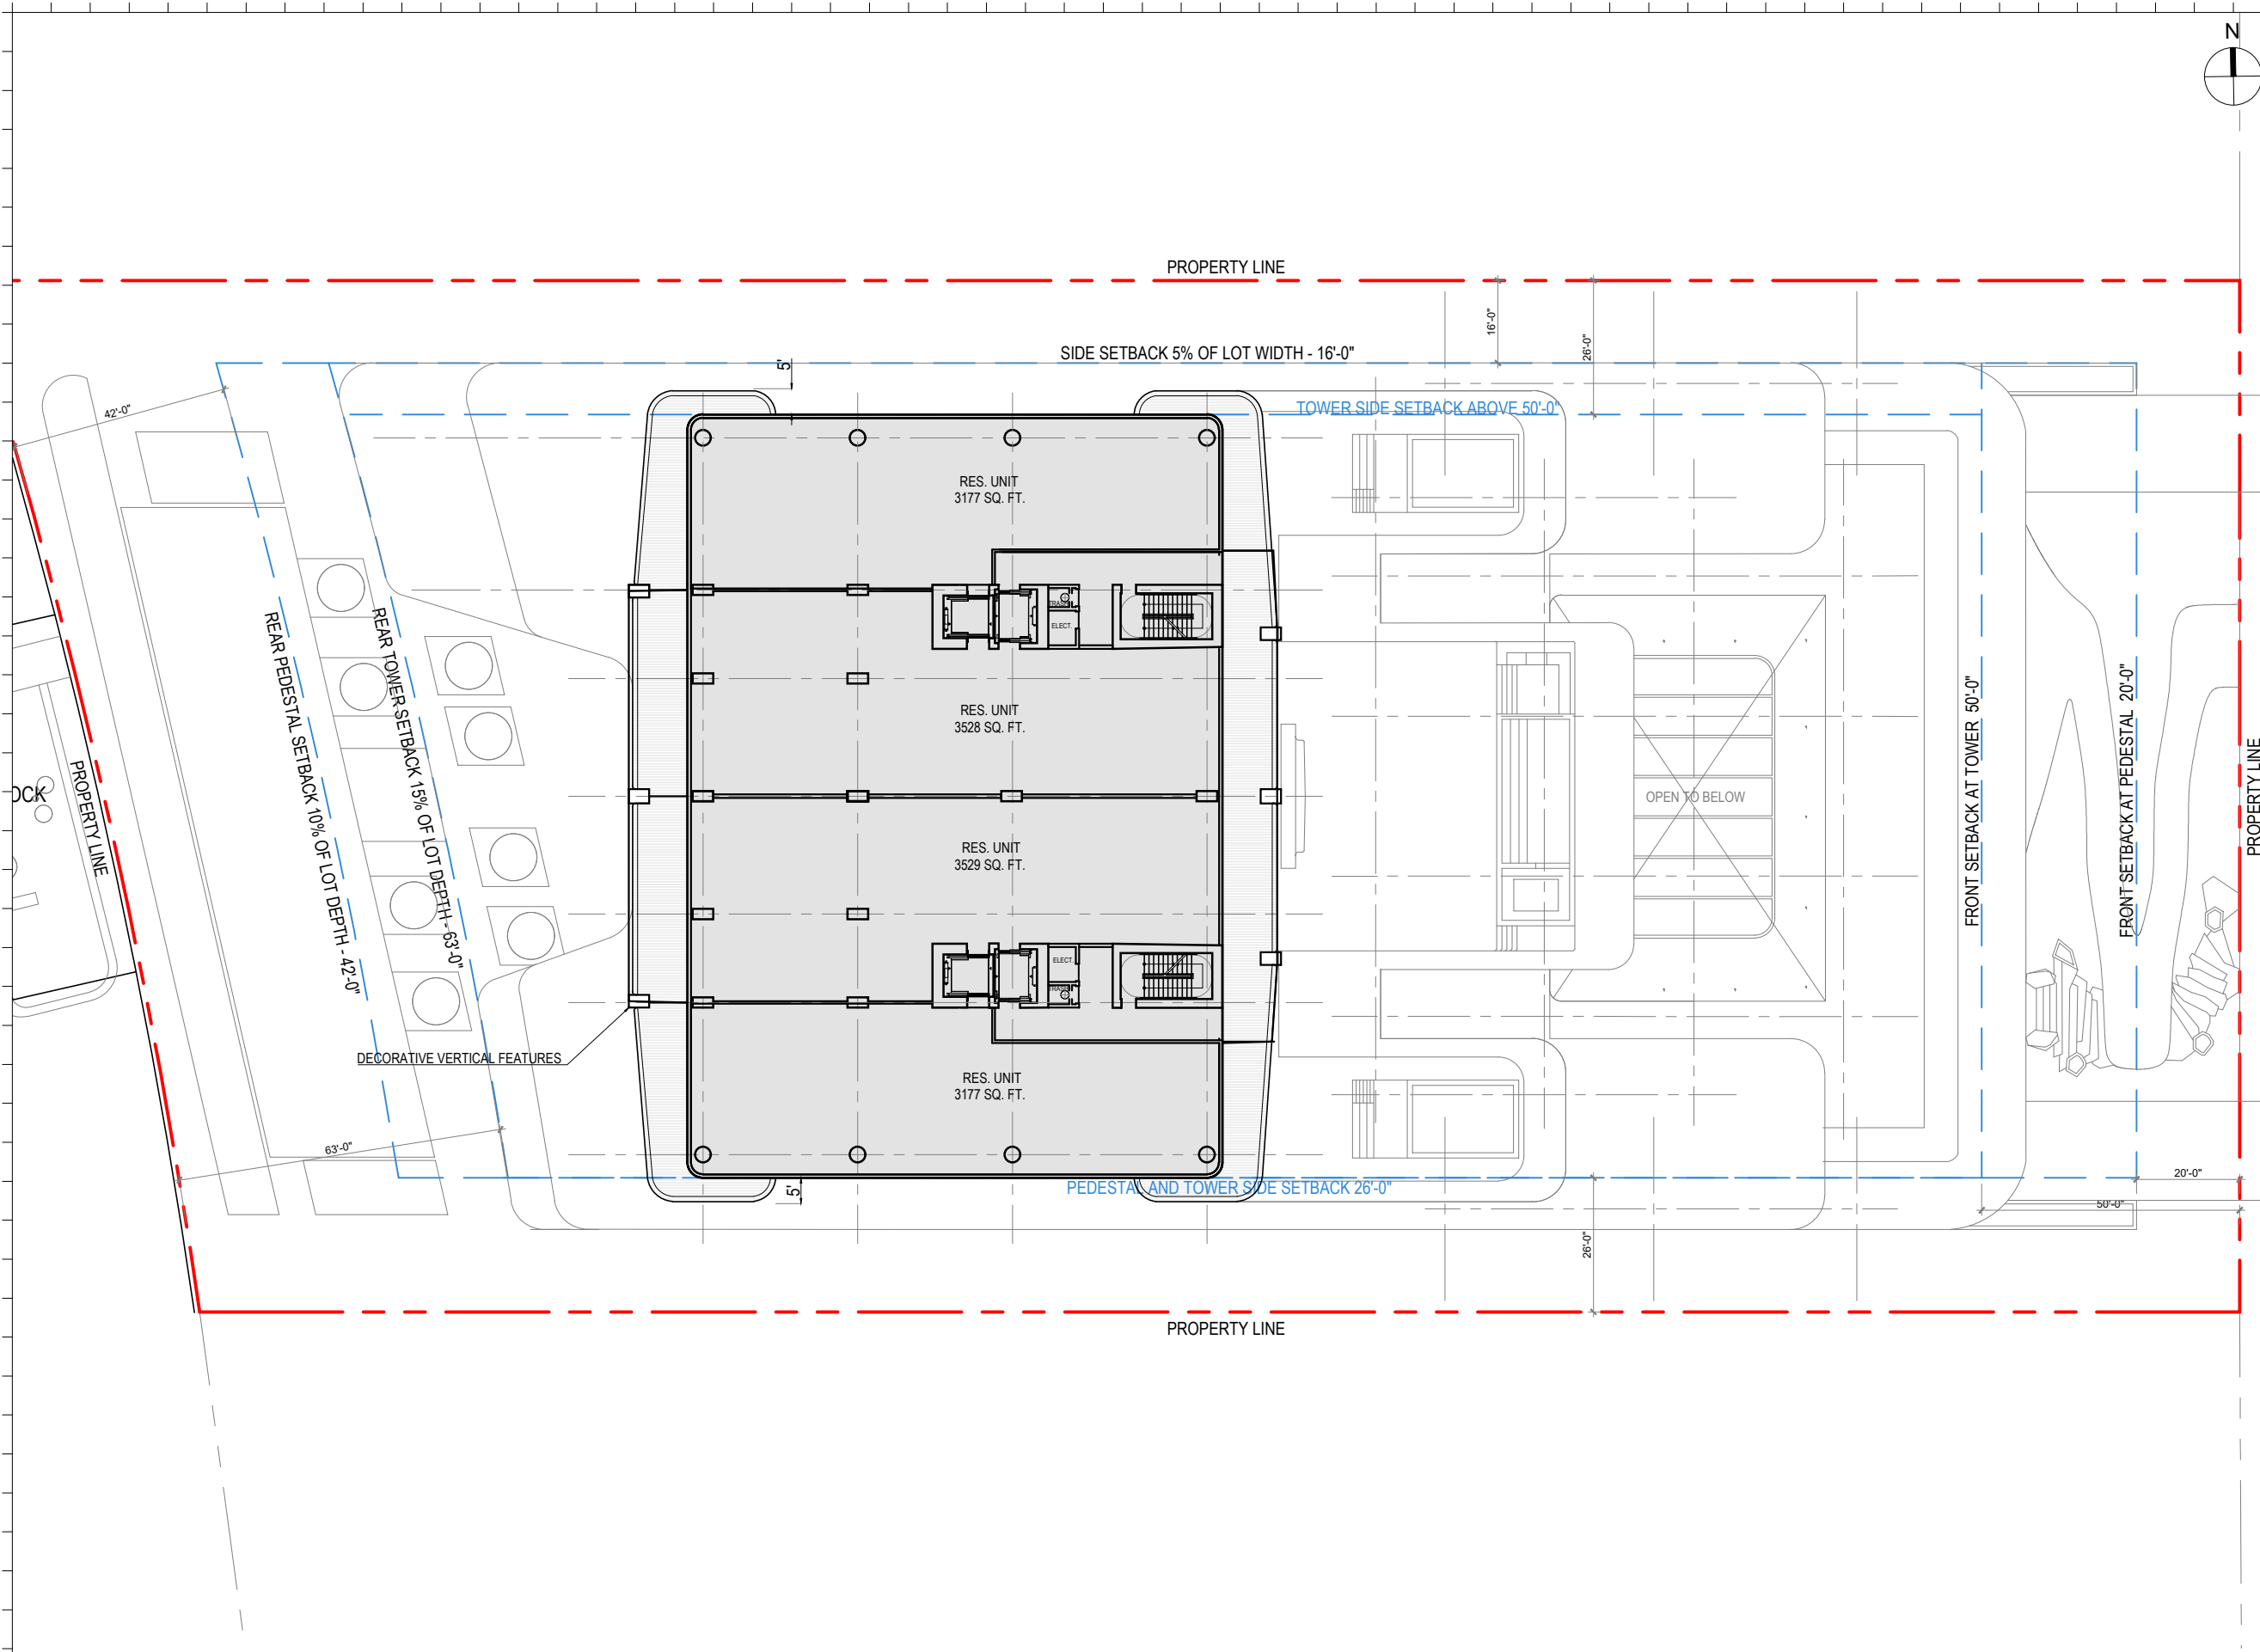 N
PROPERTY LINE
16'-0"
26'-0"
SIDE SETBACK 5% OF LOT WIDTH - 16'-0"
5'
TOWER SIDE SETBACK ABOVE 50'-0"
42'-0"
RES. UNIT
3177 SQ. FT.
TRASH
ELECT.
REAR PEDESTAL SETBACK 10% OF LOT DEPTH - 42'-0"
REAR TOWER SETBACK 15% OF LOT DEPTH - 63'-0"
RES. UNIT
3528 SQ. FT.
FRONT SETBACK AT TOWER 50'-0"
FRONT SETBACK AT PEDESTAL 20'-0"
PROPERTY LINE
PROPERTY LINE
OCK
OPEN TO BELOW
RES. UNIT
3529 SQ. FT.
ELECT.
TRASH
DECORATIVE VERTICAL FEATURES
RES. UNIT
3177 SQ. FT.
63'-0"
5'
PEDESTAL AND TOWER SIDE SETBACK 26'-0"
20'-0"
50'-0"
26'-0"
PROPERTY LINE